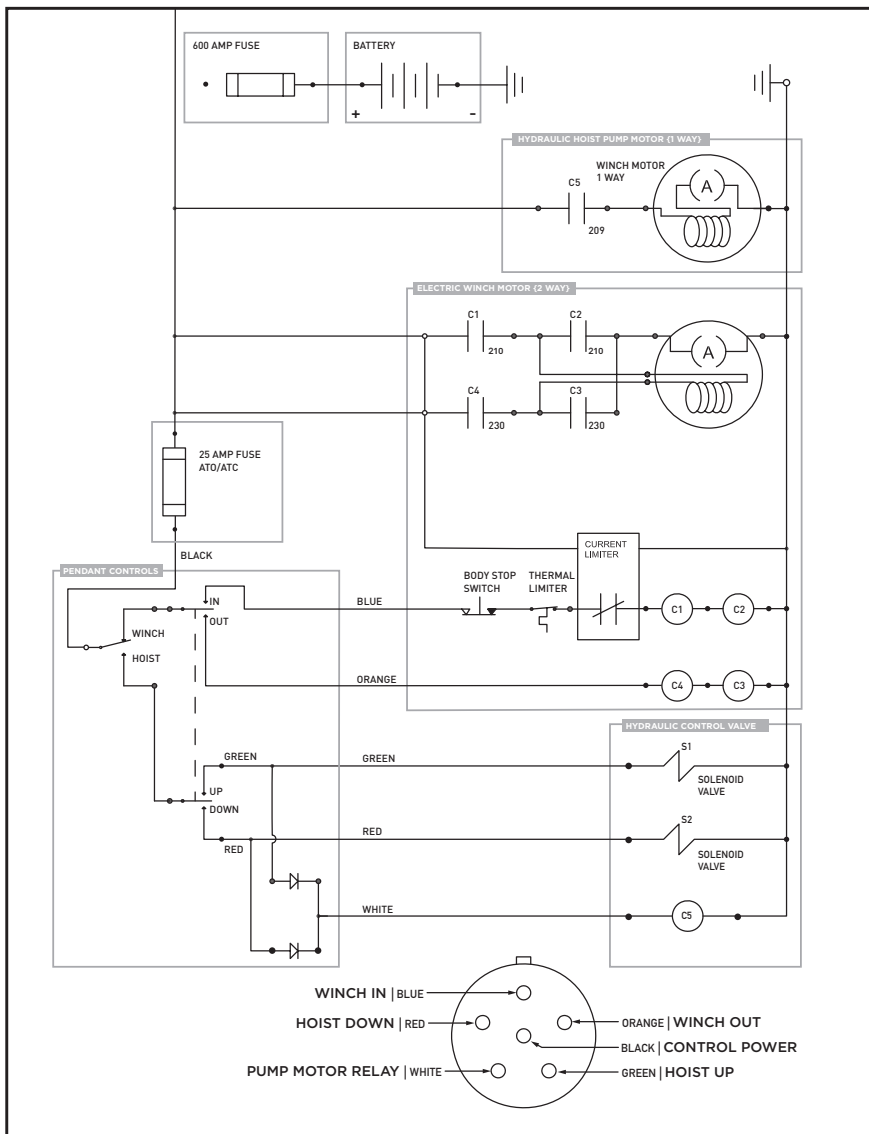 600 AMP FUSE
BATTERY
+ -
HYDRAULIC HOIST PUMP MOTOR {1 WAY}
WINCH MOTOR
1 WAY
C5
209
A
ELECTRIC WINCH MOTOR {2 WAY}
C1
210
C2
210
A
C4
230
C3
230
25 AMP FUSE
ATO/ATC
BLACK
CURRENT
LIMITER
PENDANT CONTROLS
BODY STOP
SWITCH
THERMAL
LIMITER
IN
OUT
BLUE
C1
C2
WINCH
HOIST
ORANGE
C4
C3
HYDRAULIC CONTROL VALVE
GREEN
GREEN
S1
SOLENOID
VALVE
UP
DOWN
RED
RED
S2
SOLENOID
VALVE
WHITE
C5
WINCH IN | BLUE
HOIST DOWN | RED
ORANGE | WINCH OUT
BLACK | CONTROL POWER
PUMP MOTOR RELAY | WHITE
GREEN | HOIST UP